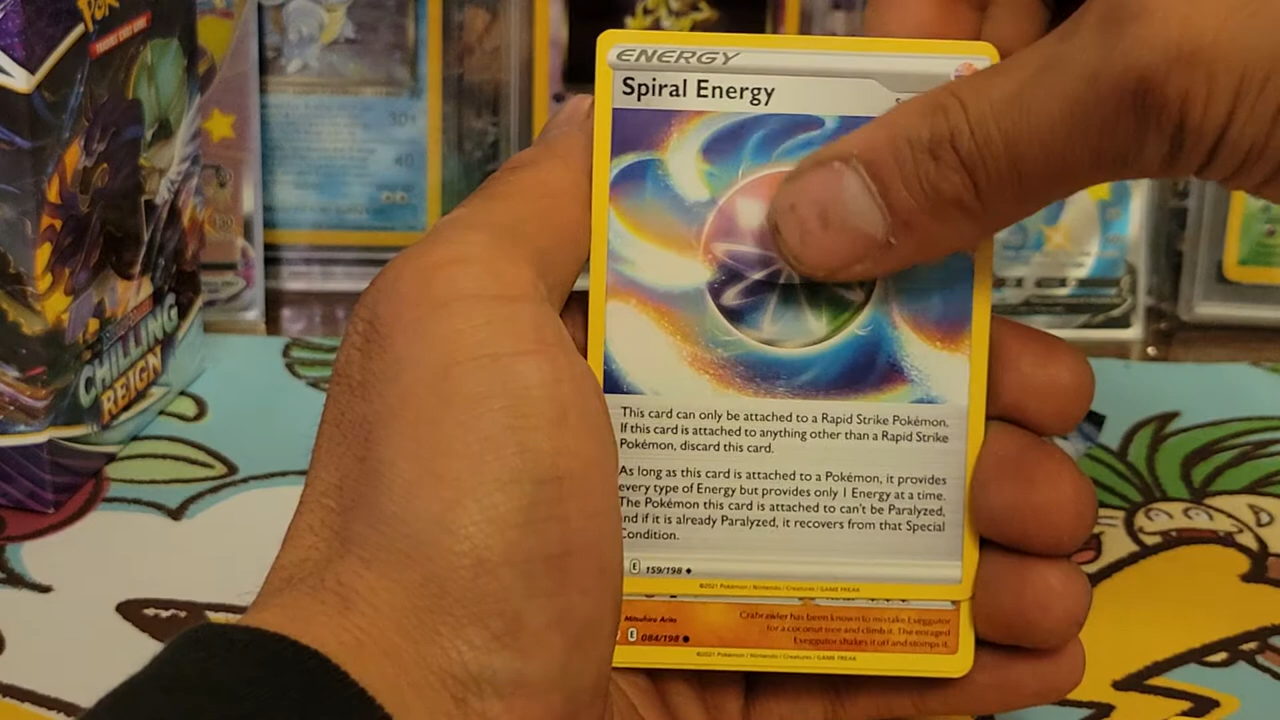 ENERGY
Spiral Energy
This card can only be attached to a Rapid Strike Pokémon.
If this card is attached to anything other than a Rapid Strike
Pokémon, discard this card.
As long as this card is attached to a Pokémon, it provides
every type of Energy but provides only 1 Energy at a time.
The Pokémon this card is attached to can't be Paralyzed,
and if it is already Paralyzed, it recovers from that Special
Condition.
E 159/198
©2021 Pokémon / Nintendo / Creatures / GAME FREAK
Mitsuhiro Arita
Crabrawler has been known to mistake Exeggutor
for a coconut tree and climb it. The enraged
Exeggutor shakes it off and stomps it.
E 084/198
©2021 Pokémon / Nintendo / Creatures / GAME FREAK
CHILLING
REIGN
30+
40